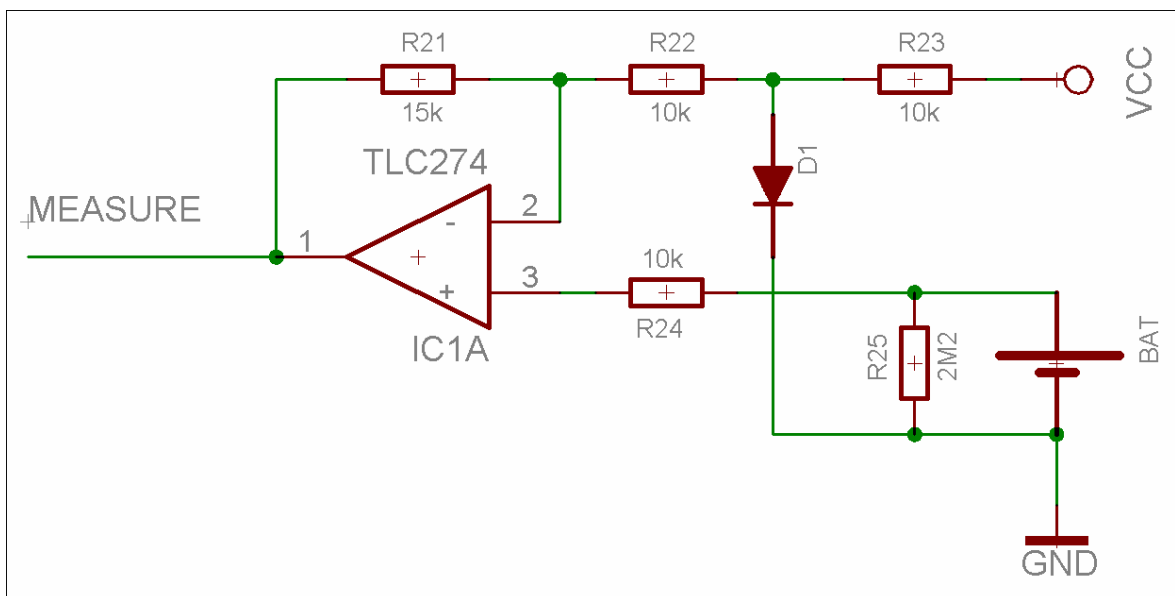 R21
R22
R23
15k
10k
10k
VCC
TLC274
D1
MEASURE
-
2
1
10k
3
+
R24
IC1A
R25
2M2
BAT
GND